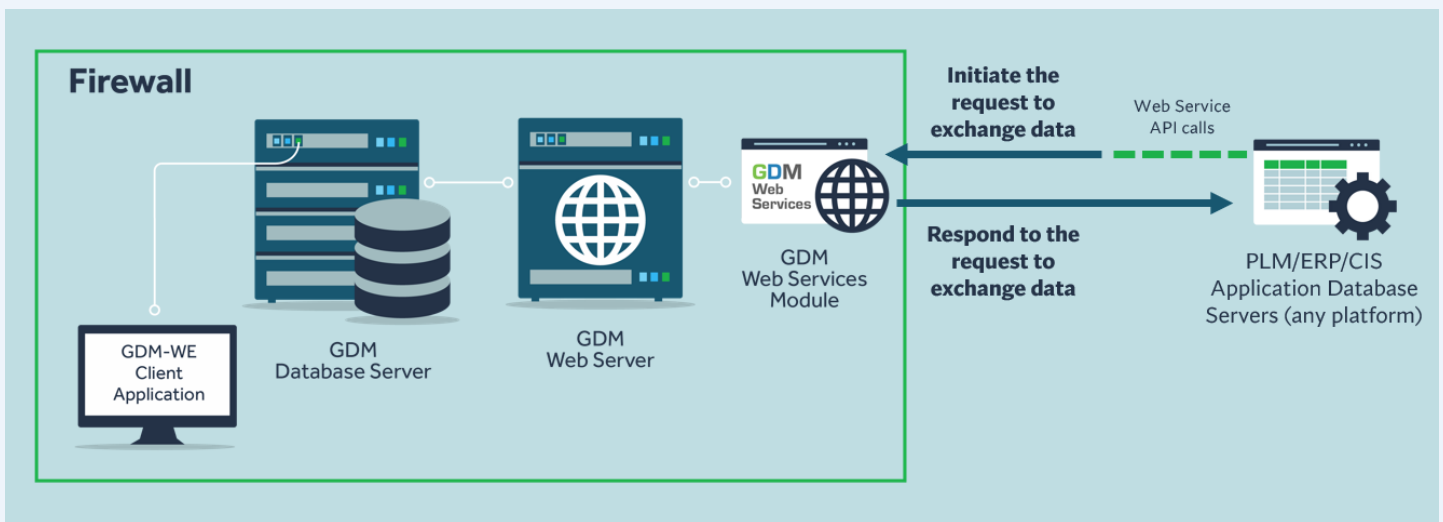 Firewall
Initiate the
request to
exchange data
Web Service
API calls
GDM
Web
Services
Respond to the
request to
exchange data
GDM
Web Services
Module
PLM/ERP/CIS
Application Database
Servers (any platform)
GDM
Web Server
GDM
Database Server
GDM-WE
Client
Application